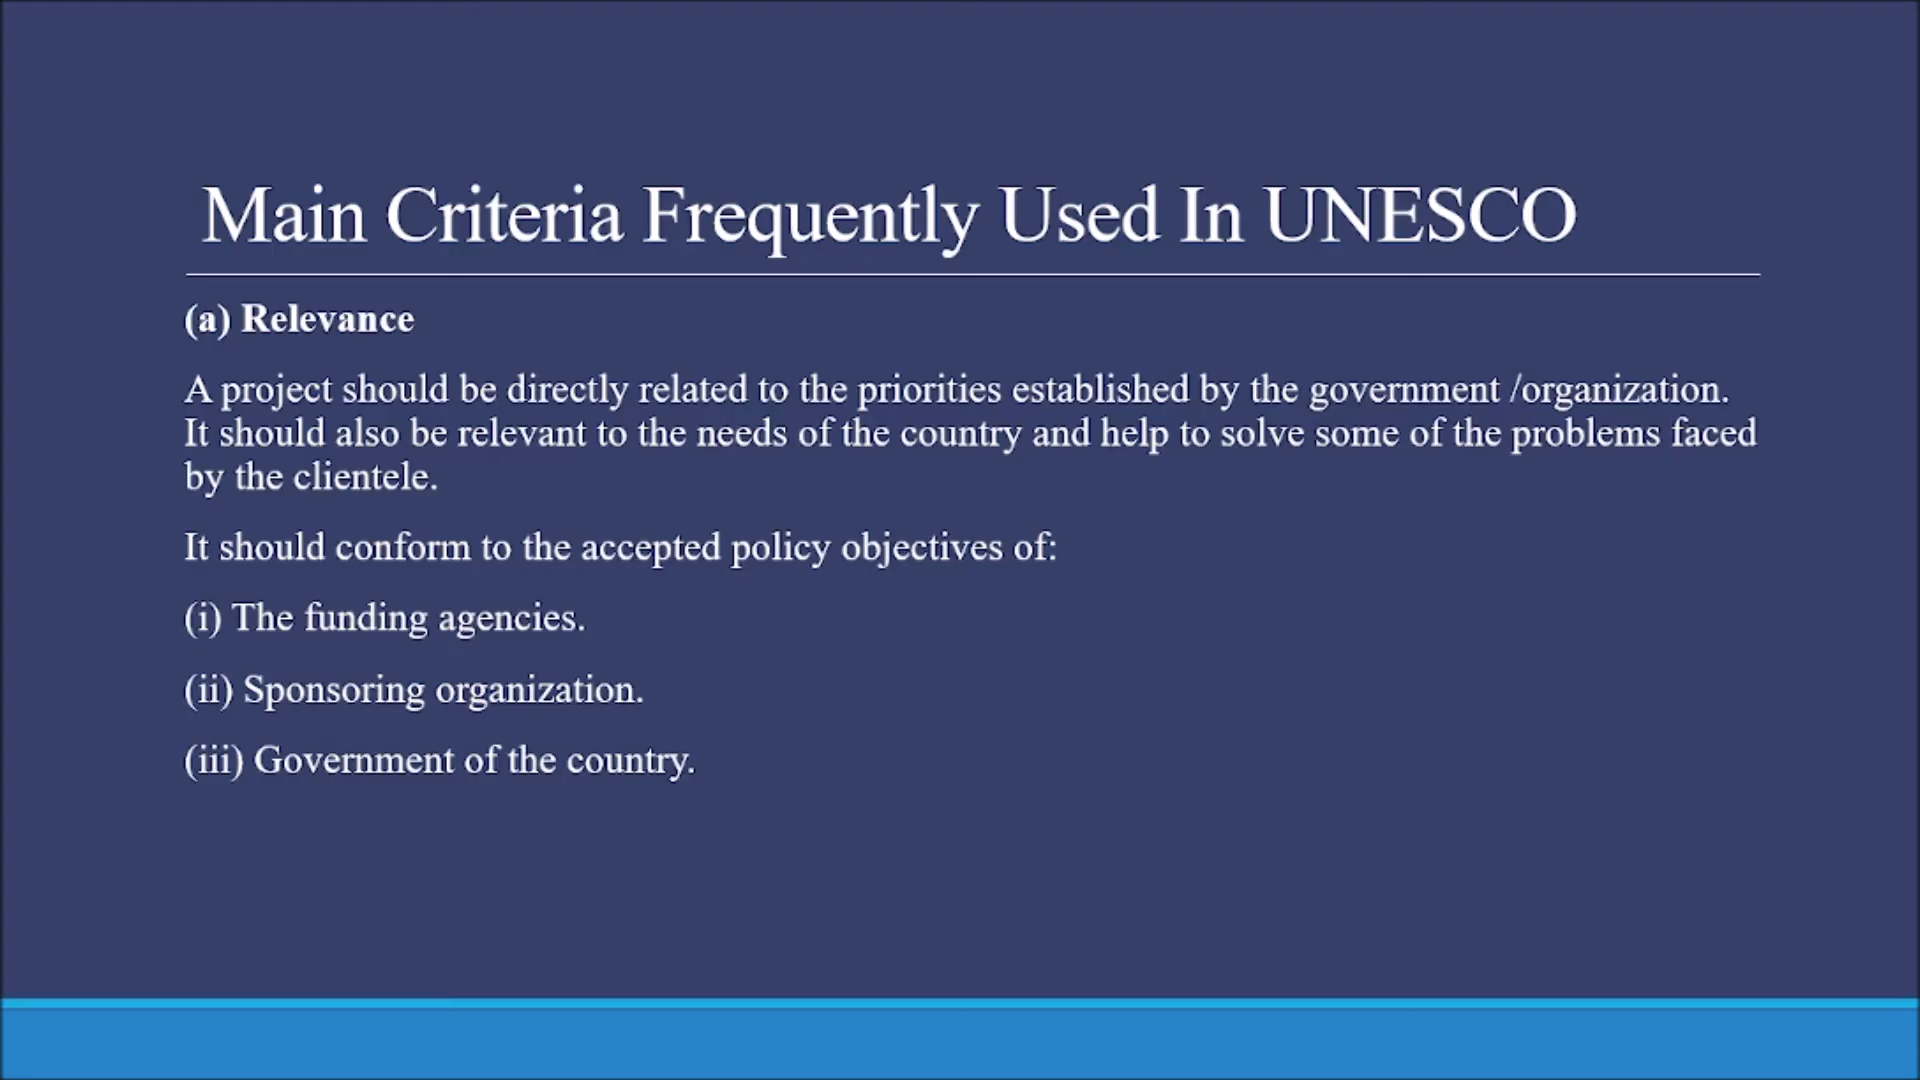 Main Criteria Frequently Used In UNESCO
(a) Relevance
A project should be directly related to the priorities established by the government /organization.
It should also be relevant to the needs of the country and help to solve some of the problems faced
by the clientele.
It should conform to the accepted policy objectives of:
(i) The funding agencies.
(ii) Sponsoring organization.
(iii) Government of the country.